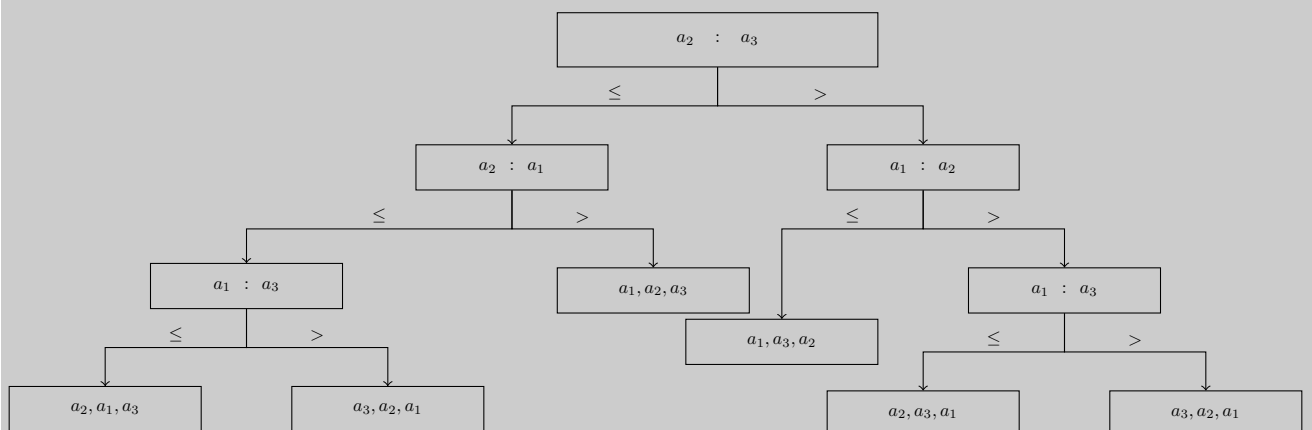 a₂ : a₃
≤ >
a₂ : a₁ a₁ : a₂
≤ > ≤ >
a₁ : a₃ a₁, a₂, a₃ a₁ : a₃
≤ > a₁, a₃, a₂ ≤ >
a₂, a₁, a₃ a₃, a₂, a₁ a₂, a₃, a₁ a₃, a₂, a₁